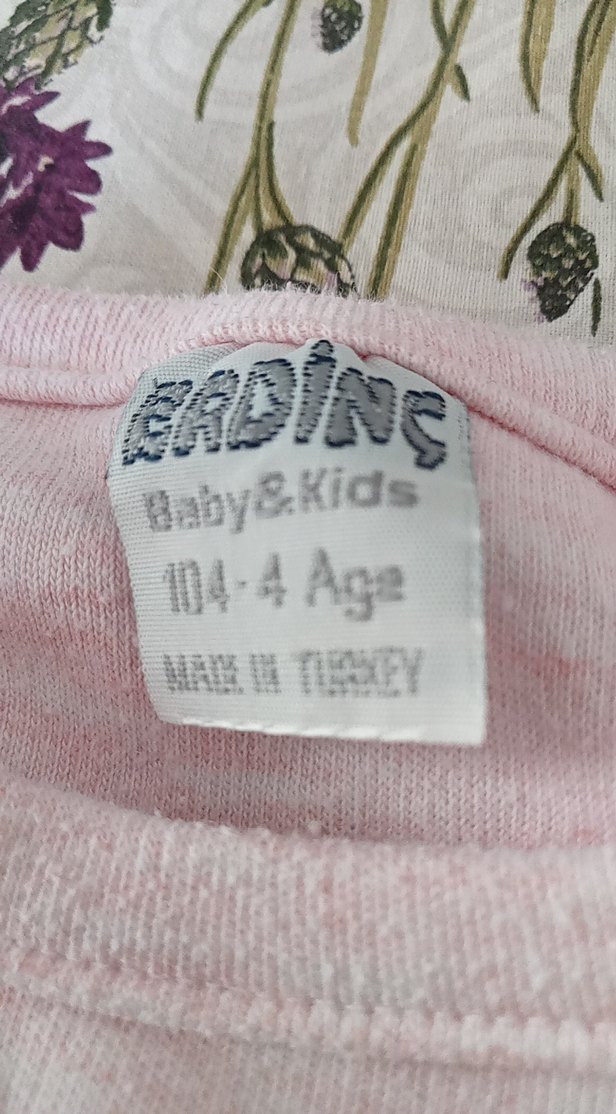 ERDİNÇ
Baby&Kids
104-4 Age
MADE IN TURKEY